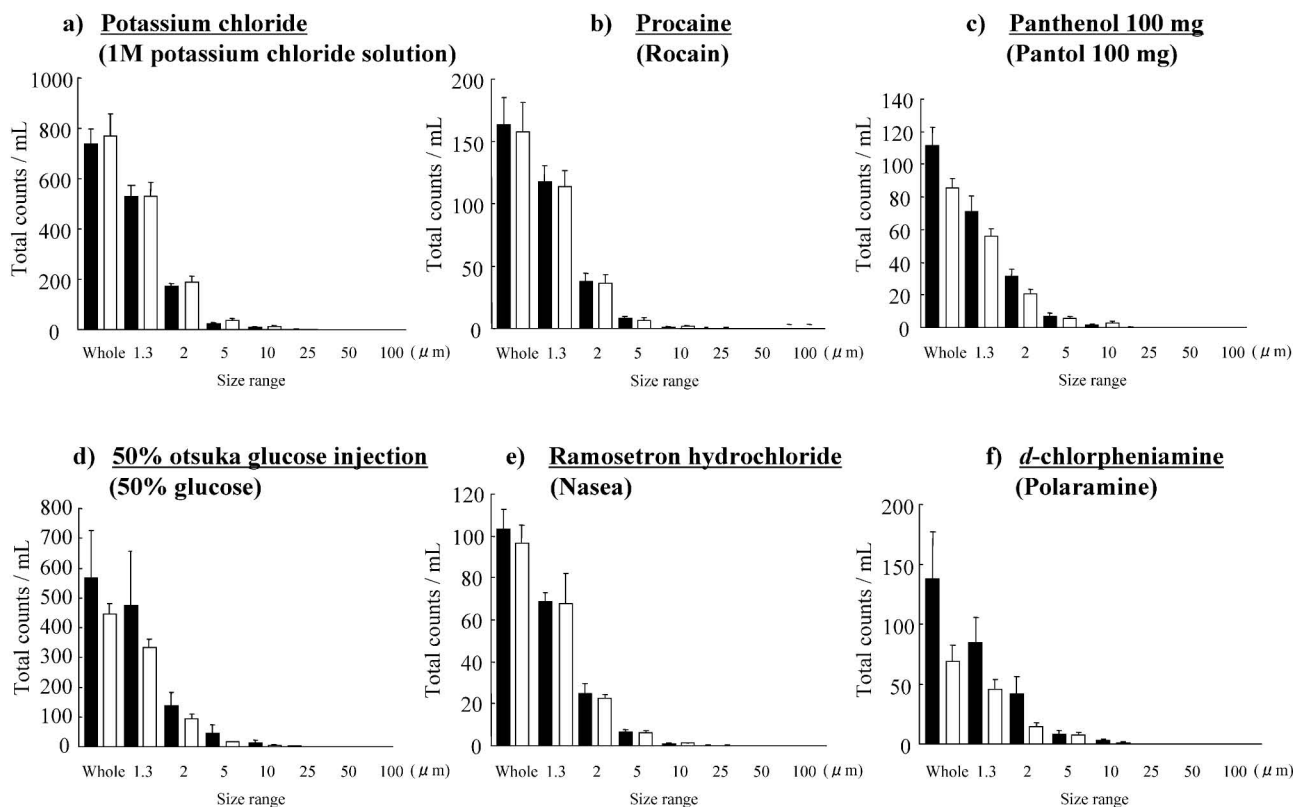 a) Potassium chloride
(1M potassium chloride solution)
Total counts / mL
1000
800
600
400
200
0
Whole 1.3 2 5 10 25 50 100 (μm)
Size range
b) Procaine
(Rocain)
Total counts / mL
200
150
100
50
0
Whole 1.3 2 5 10 25 50 100 (μm)
Size range
c) Panthenol 100 mg
(Pantol 100 mg)
Total counts / mL
140
120
100
80
60
40
20
0
Whole 1.3 2 5 10 25 50 100 (μm)
Size range
d) 50% otsuka glucose injection
(50% glucose)
Total counts / mL
800
700
600
500
400
300
200
100
0
Whole 1.3 2 5 10 25 50 100 (μm)
Size range
e) Ramosetron hydrochloride
(Nasea)
Total counts / mL
120
100
80
60
40
20
0
Whole 1.3 2 5 10 25 50 100 (μm)
Size range
f) d-chlorpheniamine
(Polaramine)
Total counts / mL
200
150
100
50
0
Whole 1.3 2 5 10 25 50 100 (μm)
Size range